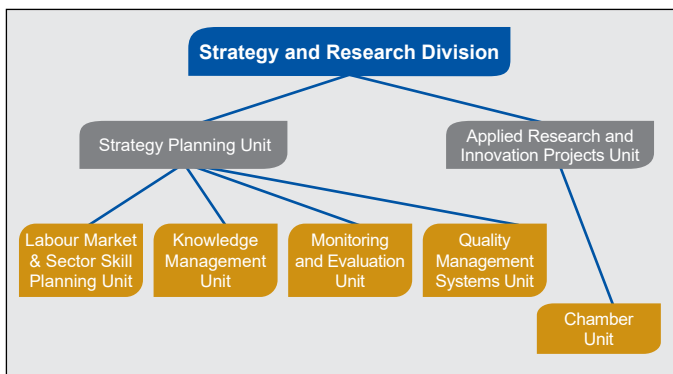 Strategy and Research Division
Strategy Planning Unit
Applied Research and
Innovation Projects Unit
Labour Market
& Sector Skill
Planning Unit
Knowledge
Management
Unit
Monitoring
and Evaluation
Unit
Quality
Management
Systems Unit
Chamber
Unit